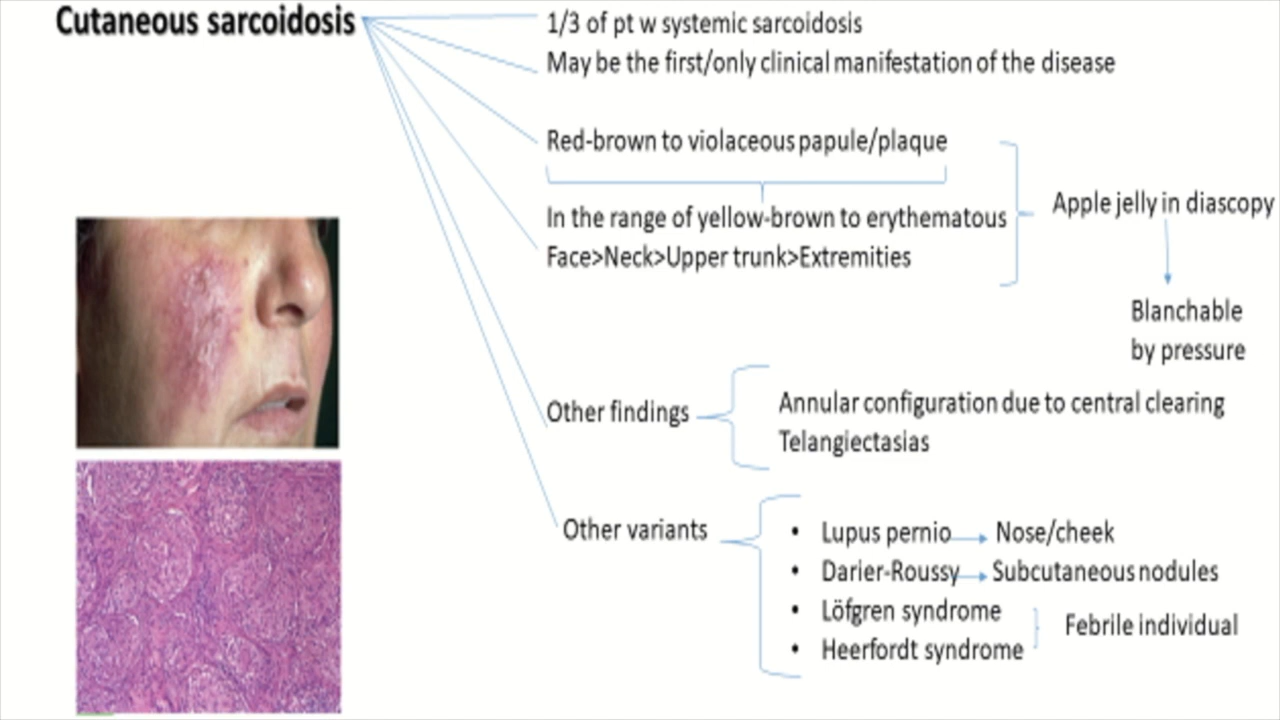 Cutaneous sarcoidosis
1/3 of pt w systemic sarcoidosis
May be the first/only clinical manifestation of the disease
Red-brown to violaceous papule/plaque
In the range of yellow-brown to erythematous
Face>Neck>Upper trunk>Extremities
Apple jelly in diascopy
Blanchable
by pressure
Other findings
Annular configuration due to central clearing
Telangiectasias
Other variants
• Lupus pernio Nose/cheek
• Darier-Roussy Subcutaneous nodules
• Löfgren syndrome
• Heerfordt syndrome
Febrile individual